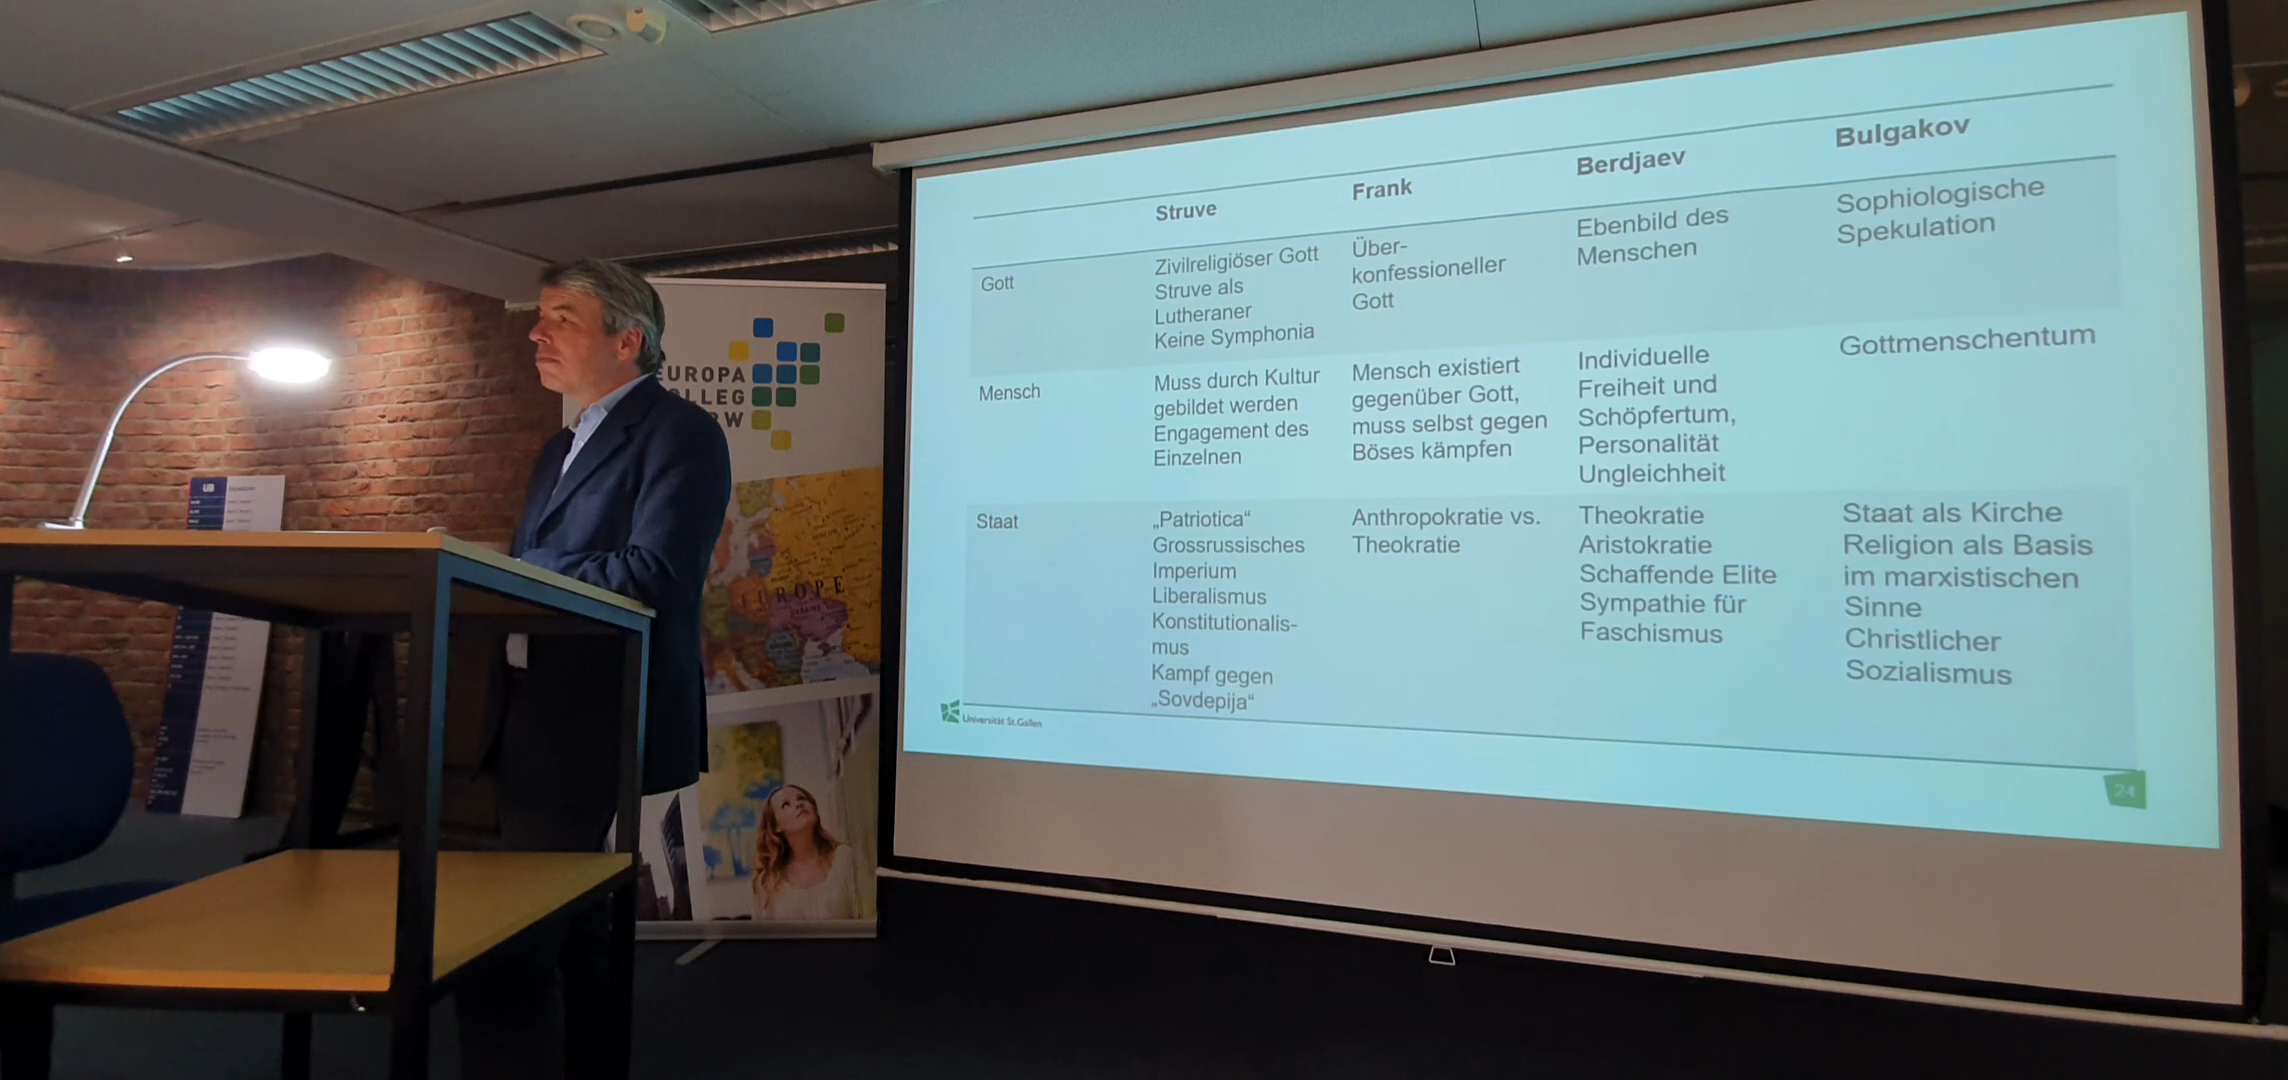 Struve
Frank
Berdjaev
Bulgakov
Gott
Zivilreligiöser Gott
Struve als
Lutheraner
Keine Symphonia
Über-
konfessioneller
Gott
Ebenbild des
Menschen
Sophiologische
Spekulation
Mensch
Muss durch Kultur
gebildet werden
Engagement des
Einzelnen
Mensch existiert
gegenüber Gott,
muss selbst gegen
Böses kämpfen
Individuelle
Freiheit und
Schöpfertum,
Personalität
Ungleichheit
Gottmenschentum
Staat
„Patriotica“
Grossrussisches
Imperium
Liberalismus
Konstitutionalis-
mus
Kampf gegen
„Sovdepija“
Anthropokratie vs.
Theokratie
Theokratie
Aristokratie
Schaffende Elite
Sympathie für
Faschismus
Staat als Kirche
Religion als Basis
im marxistischen
Sinne
Christlicher
Sozialismus
Universität St.Gallen
24
EUROPA
LLEG
RW
EUROPE
UKRAINE
UB